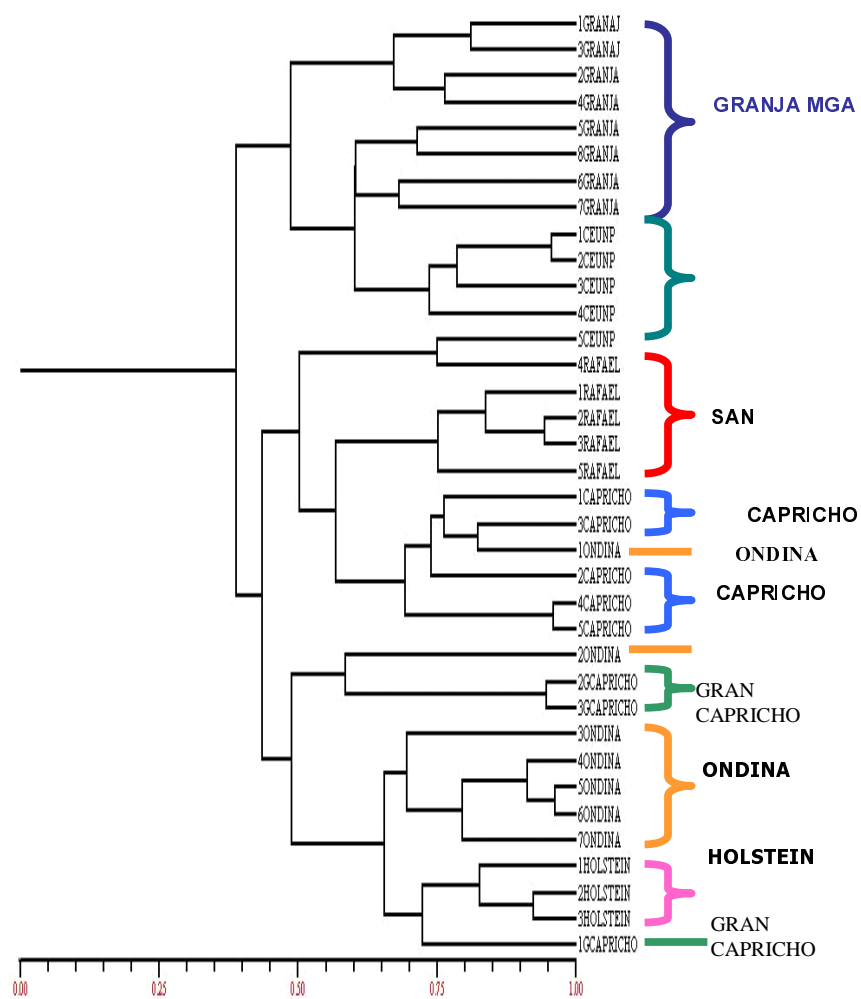 1GRANAJ
3GRANAJ
2GRANJA
4GRANJA
GRANJA MGA
5GRANJA
8GRANJA
6GRANJA
7GRANJA
1CEUNP
2CEUNP
3CEUNP
4CEUNP
5CEUNP
4RAFAEL
1RAFAEL
2RAFAEL
SAN
3RAFAEL
5RAFAEL
1CAPRICHO
CAPRICHO
3CAPRICHO
1ONDINA
ONDINA
2CAPRICHO
CAPRICHO
4CAPRICHO
5CAPRICHO
2ONDINA
2GCAPRICHO
GRAN
3GCAPRICHO
CAPRICHO
3ONDINA
4ONDINA
ONDINA
5ONDINA
6ONDINA
7ONDINA
HOLSTEIN
1HOLSTEIN
2HOLSTEIN
3HOLSTEIN
GRAN
1GCAPRICHO
CAPRICHO
0.00 0.25 0.50 0.75 1.00